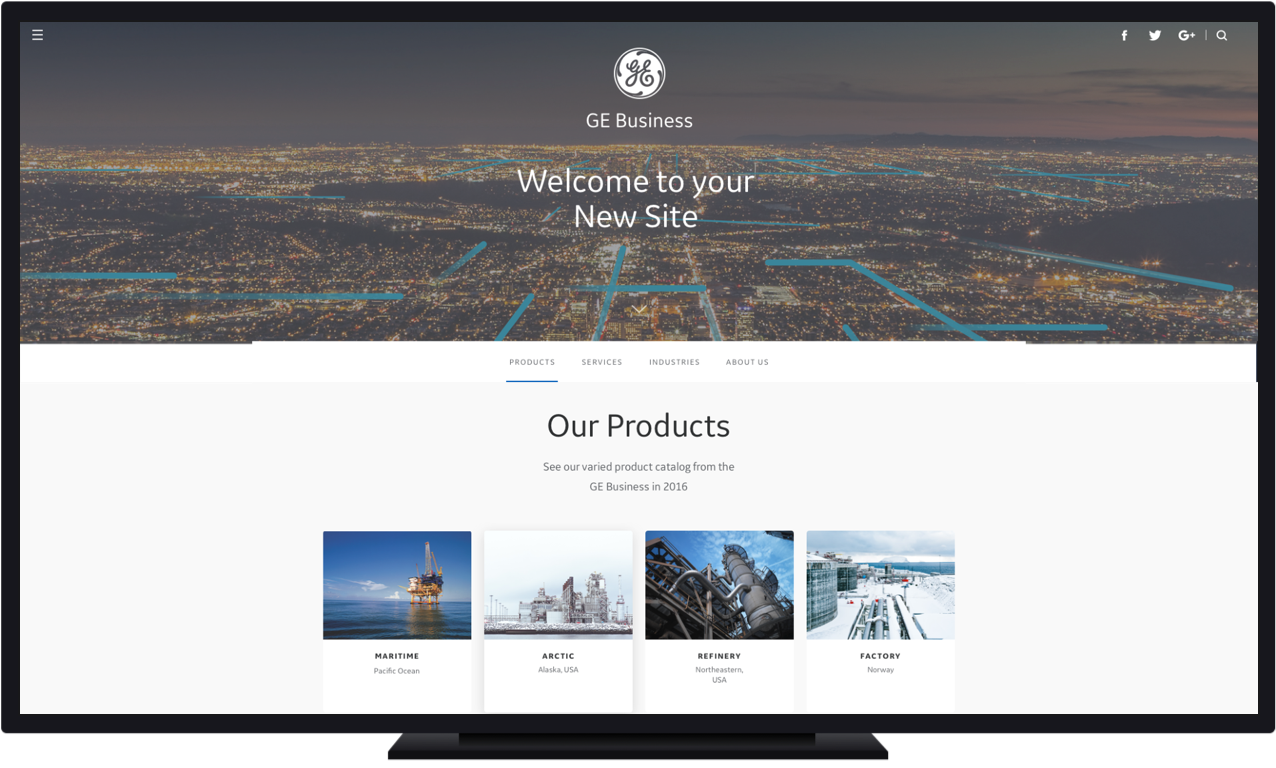 GE
GE Business
Welcome to your
New Site
PRODUCTS SERVICES INDUSTRIES ABOUT US
Our Products
See our varied product catalog from the
GE Business in 2016
MARITIME
Pacific Ocean
ARCTIC
Alaska, USA
REFINERY
Northeastern,
USA
FACTORY
Norway